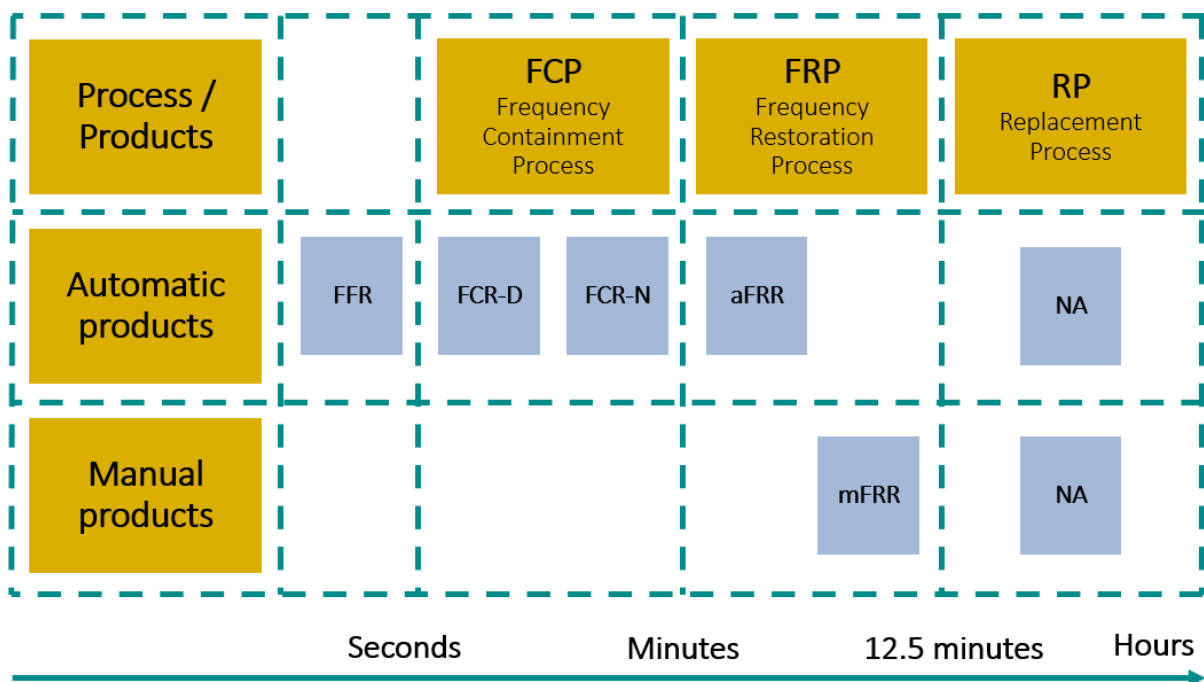 Process /
Products
FCP
Frequency
Containment
Process
FRP
Frequency
Restoration
Process
RP
Replacement
Process
Automatic
products
FFR
FCR-D
FCR-N
aFRR
NA
Manual
products
mFRR
NA
Seconds
Minutes
12.5 minutes
Hours